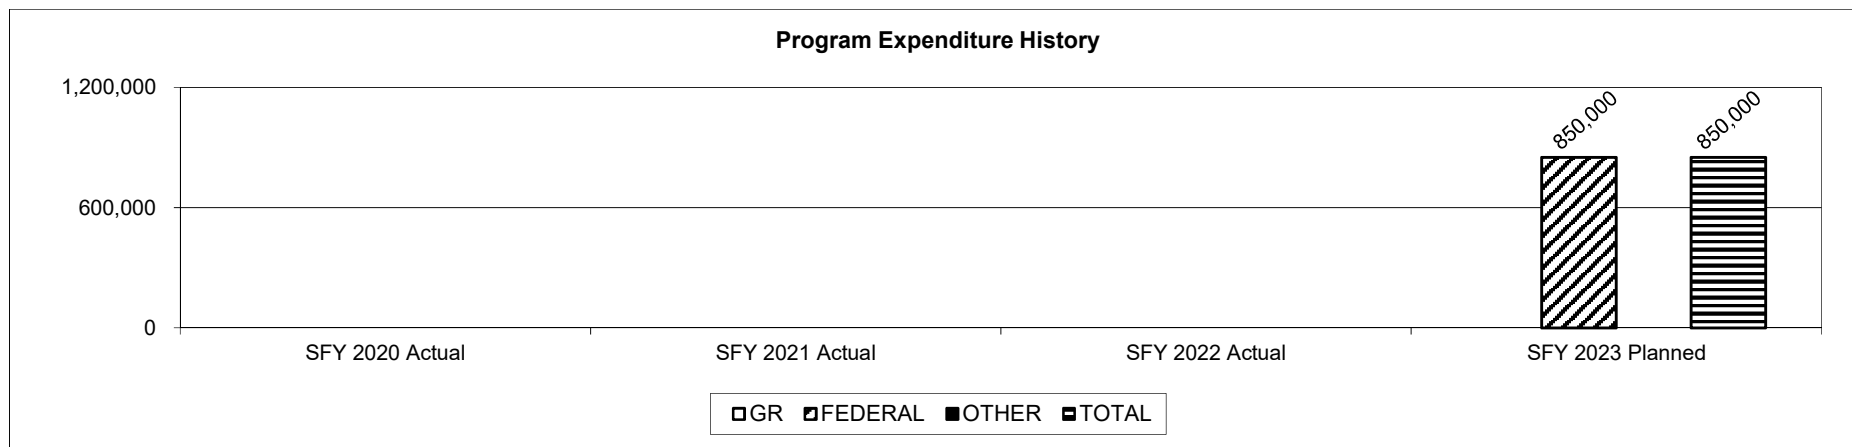 Program Expenditure History
1,200,000
600,000
0
850,000
850,000
SFY 2020 Actual
SFY 2021 Actual
SFY 2022 Actual
SFY 2023 Planned
GR FEDERAL OTHER TOTAL